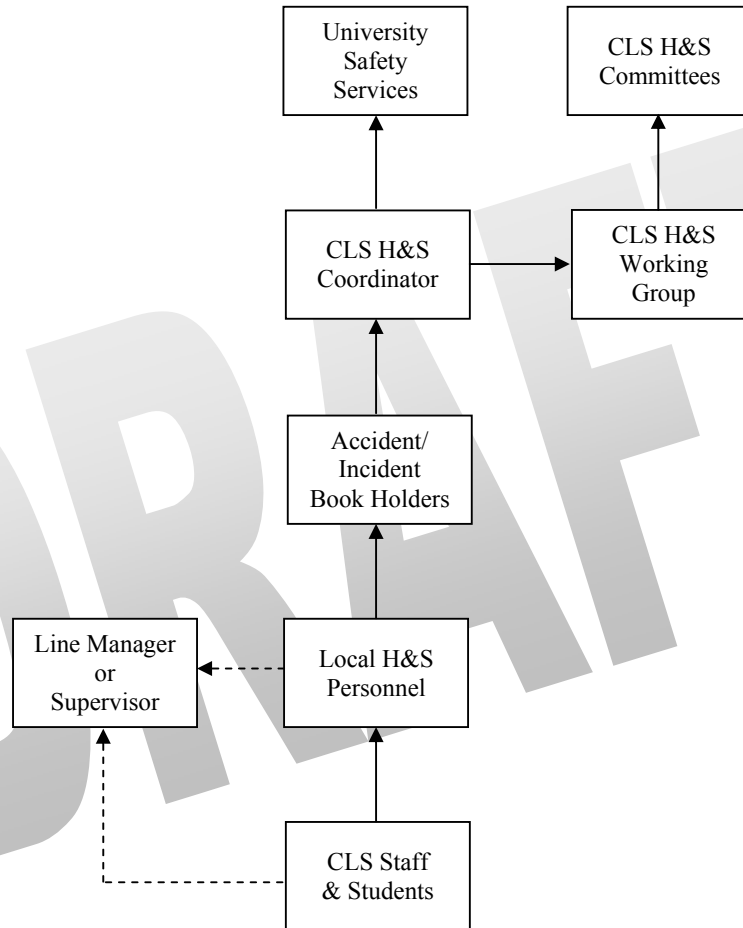 University
Safety
Services
CLS H&S
Committees
CLS H&S
Coordinator
CLS H&S
Working
Group
Accident/
Incident
Book Holders
Line Manager
or
Supervisor
Local H&S
Personnel
CLS Staff
& Students
DRAFT